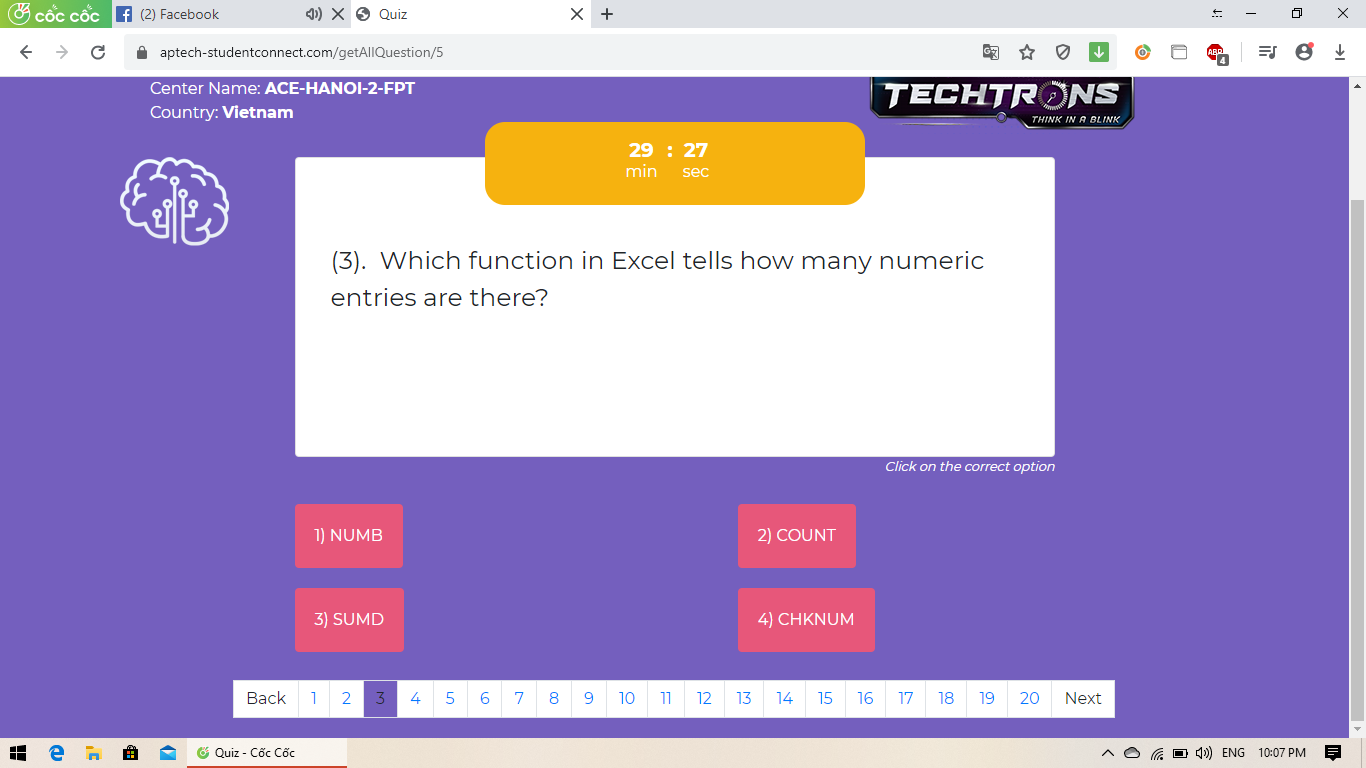 cốc cốc
(2) Facebook
Quiz
aptech-studentconnect.com/getAllQuestion/5
ABP
4
Center Name: ACE-HANOI-2-FPT
Country: Vietnam
TECHTRONS
THINK IN A BLINK
29 : 27
min sec
(3). Which function in Excel tells how many numeric
entries are there?
Click on the correct option
1) NUMB
2) COUNT
3) SUMD
4) CHKNUM
Back 1 2 3 4 5 6 7 8 9 10 11 12 13 14 15 16 17 18 19 20 Next
Quiz - Cốc Cốc
ENG
10:07 PM